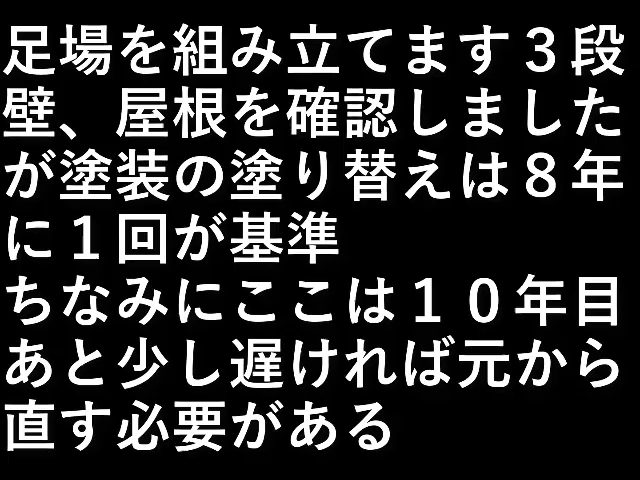 足場を組み立てます３段
壁、屋根を確認しました
が塗装の塗り替えは８年
に１回が基準
ちなみにここは１０年目
あと少し遅ければ元から
直す必要がある